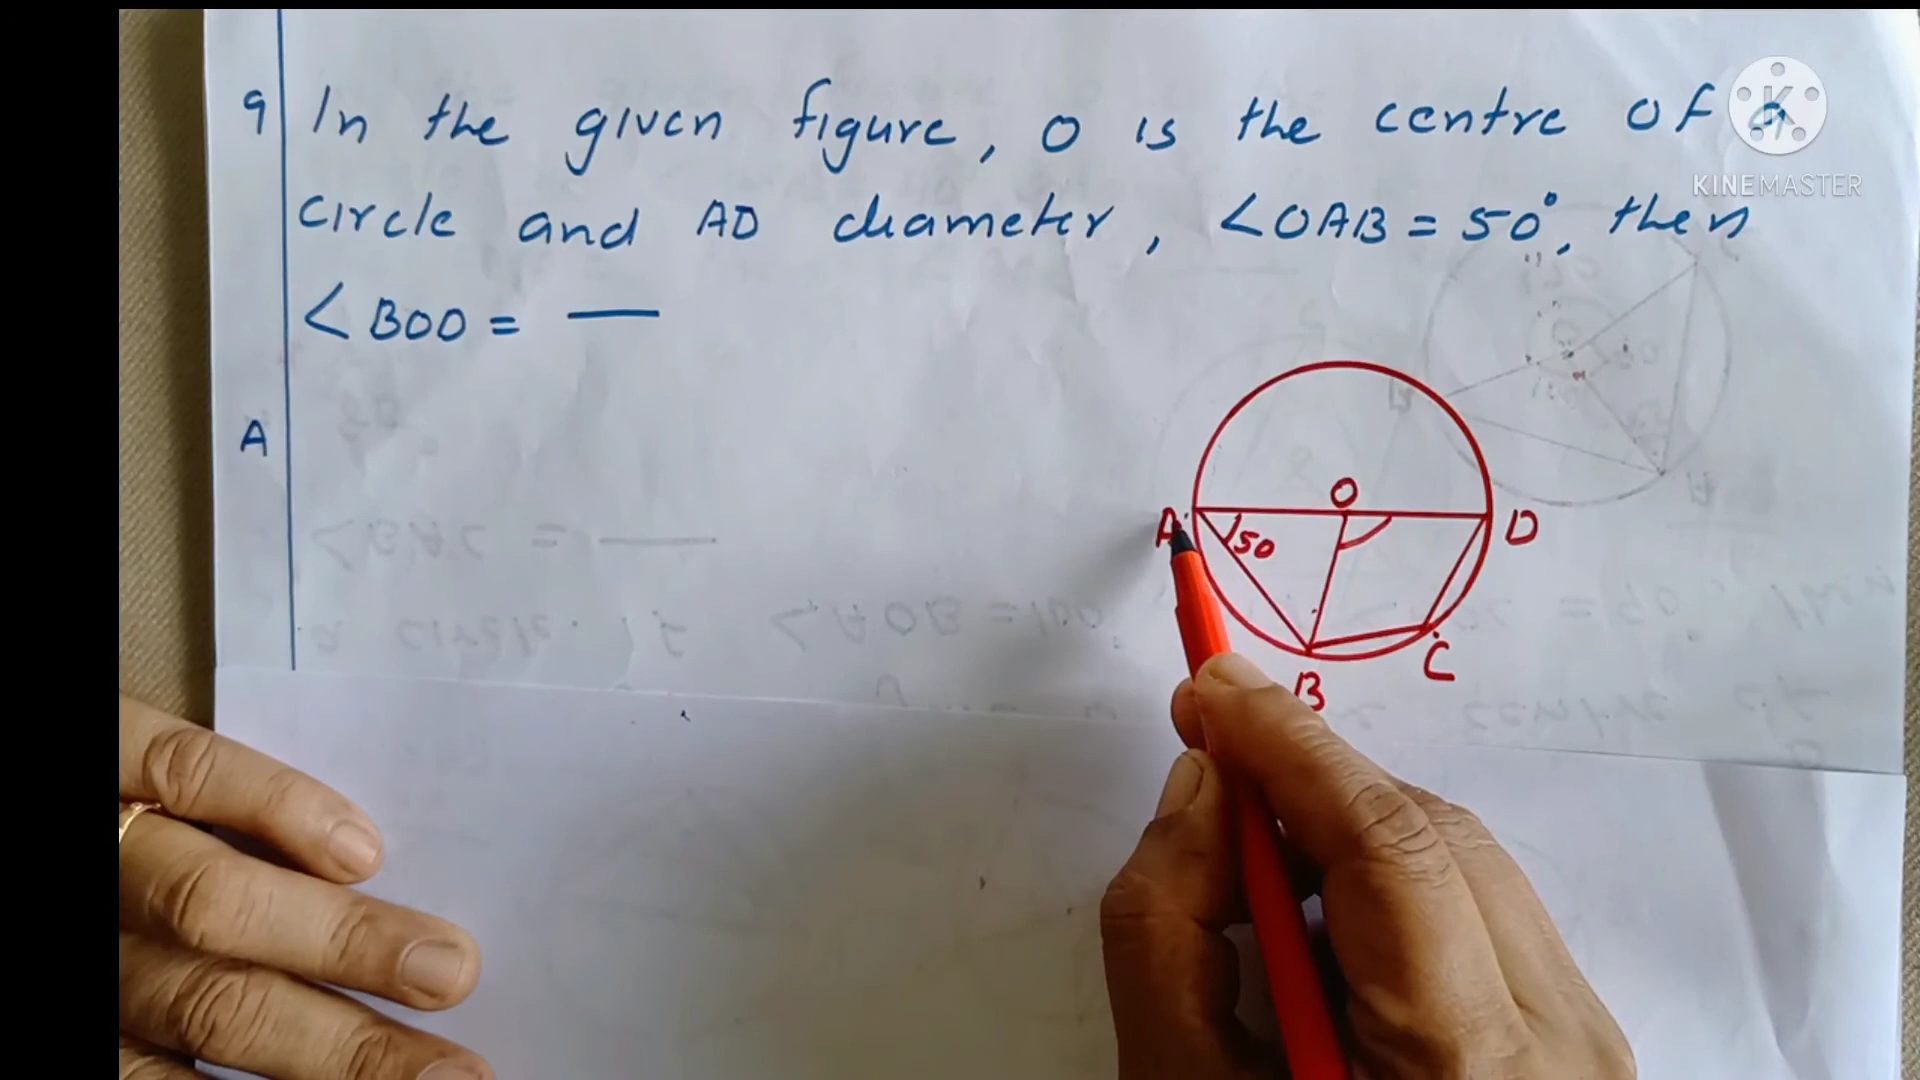 9 In the given figure, O is the centre of a
circle and AD diameter, <OAB = 50°, then
<BOD = —
A
KINEMASTER
O
A 50 D
B C
<BAC = —